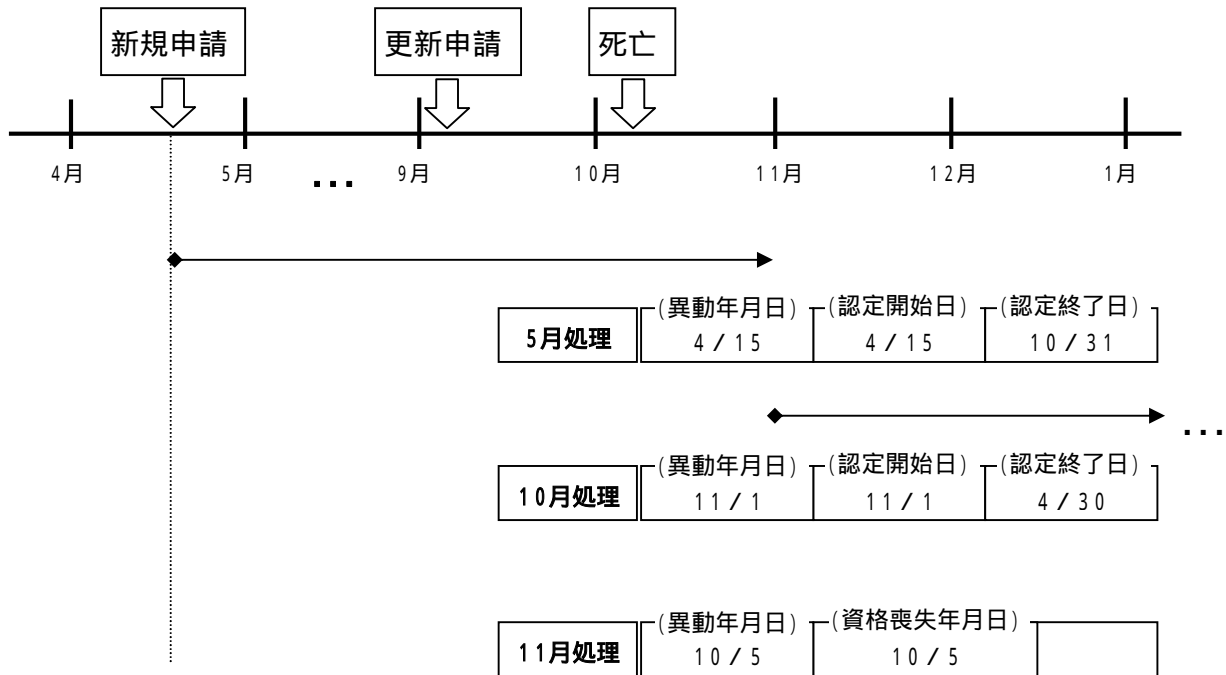 新規申請 更新申請 死亡
4月 5月 ... 9月 10月 11月 12月 1月
(異動年月日) (認定開始日) (認定終了日)
5月処理 4/15 4/15 10/31
...
(異動年月日) (認定開始日) (認定終了日)
10月処理 11/1 11/1 4/30
(異動年月日) (資格喪失年月日)
11月処理 10/5 10/5